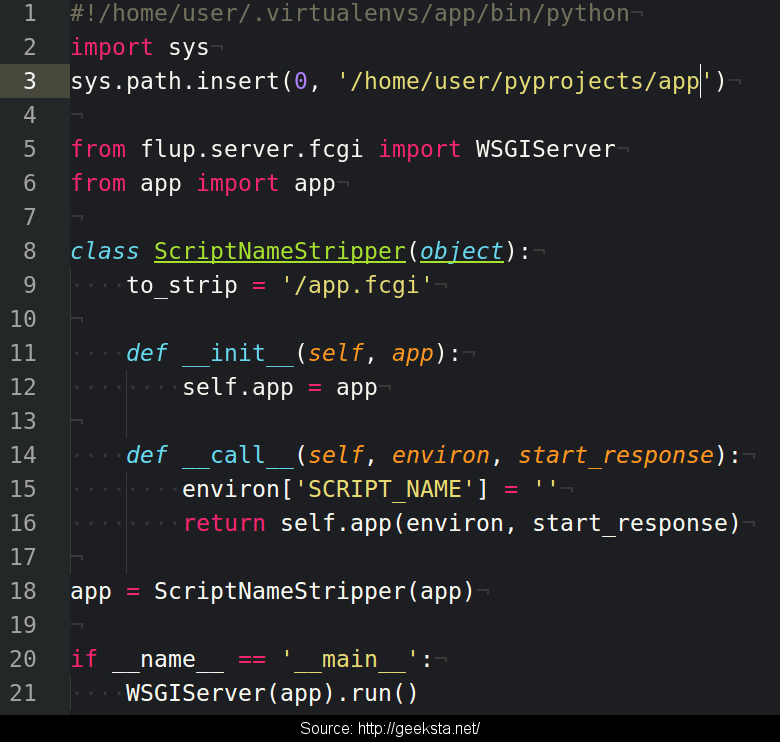 1 #!/home/user/.virtualenvs/app/bin/python¬
2 import sys¬
3 sys.path.insert(0, '/home/user/pyprojects/app')¬
4 ¬
5 from flup.server.fcgi import WSGIServer¬
6 from app import app¬
7 ¬
8 class ScriptNameStripper(object):¬
9 ····to_strip = '/app.fcgi'¬
10 ¬
11 ····def __init__(self, app):¬
12 ········self.app = app¬
13 ¬
14 ····def __call__(self, environ, start_response):¬
15 ········environ['SCRIPT_NAME'] = ''¬
16 ········return self.app(environ, start_response)¬
17 ¬
18 app = ScriptNameStripper(app)¬
19 ¬
20 if __name__ == '__main__':¬
21 ····WSGIServer(app).run()
Source: http://geeksta.net/